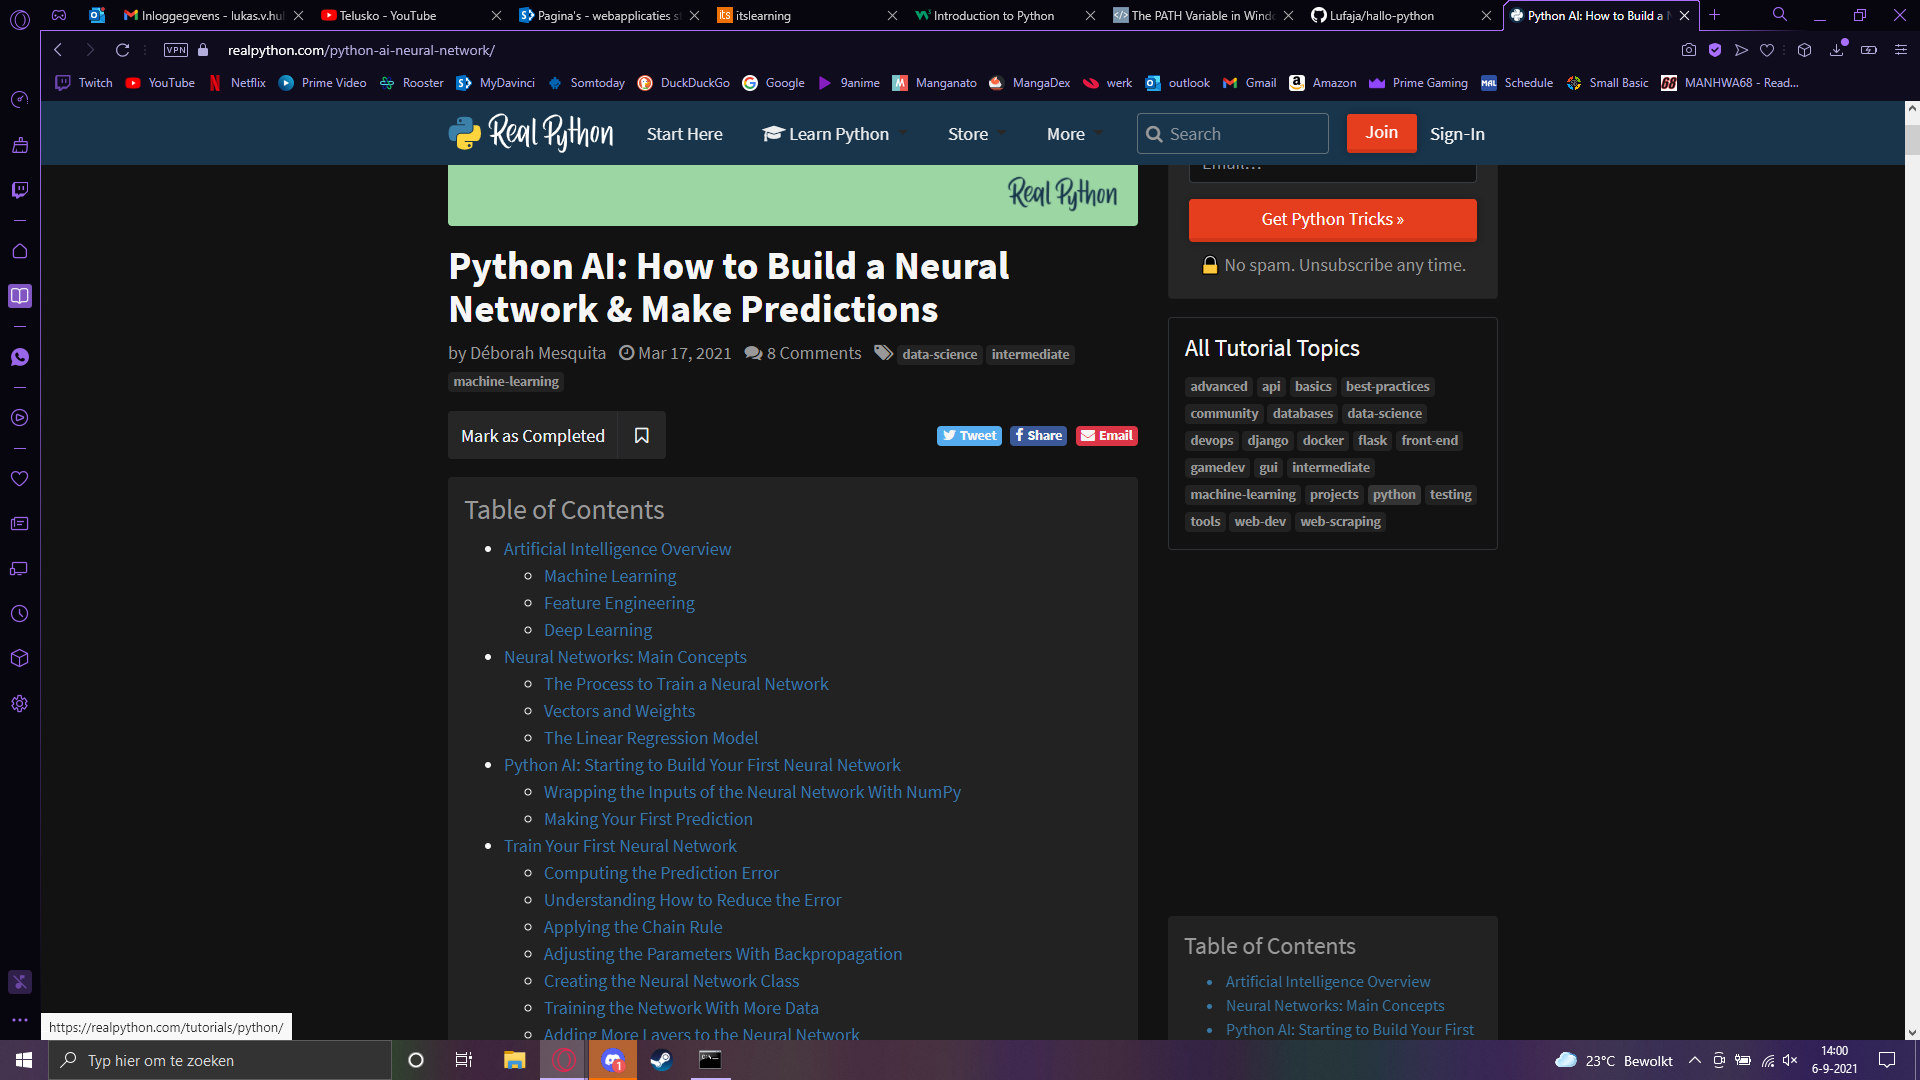 Inloggegevens - lukas.v.hul
Telusko - YouTube
Pagina's - webapplicaties s
itslearning
Introduction to Python
The PATH Variable in Windo
Lufaja/hallo-python
Python AI: How to Build a N
VPN
realpython.com/python-ai-neural-network/
Twitch
YouTube
Netflix
Prime Video
Rooster
MyDavinci
Somtoday
DuckDuckGo
Google
9anime
Manganato
MangaDex
werk
outlook
Gmail
Amazon
Prime Gaming
Schedule
Small Basic
MANHWA68 - Read...
Real Python
Start Here
Learn Python
Store
More
Search
Join
Sign-In
Real Python
Email...
Get Python Tricks »
No spam. Unsubscribe any time.
Python AI: How to Build a Neural
Network & Make Predictions
by Déborah Mesquita Mar 17, 2021 8 Comments data-science intermediate
machine-learning
Mark as Completed
Tweet
Share
Email
All Tutorial Topics
advanced api basics best-practices
community databases data-science
devops django docker flask front-end
gamedev gui intermediate
machine-learning projects python testing
tools web-dev web-scraping
Table of Contents
Artificial Intelligence Overview
Machine Learning
Feature Engineering
Deep Learning
Neural Networks: Main Concepts
The Process to Train a Neural Network
Vectors and Weights
The Linear Regression Model
Python AI: Starting to Build Your First Neural Network
Wrapping the Inputs of the Neural Network With NumPy
Making Your First Prediction
Train Your First Neural Network
Computing the Prediction Error
Understanding How to Reduce the Error
Applying the Chain Rule
Adjusting the Parameters With Backpropagation
Creating the Neural Network Class
Training the Network With More Data
Adding More Layers to the Neural Network
Table of Contents
Artificial Intelligence Overview
Neural Networks: Main Concepts
Python AI: Starting to Build Your First
https://realpython.com/tutorials/python/
Typ hier om te zoeken
1
23°C Bewolkt
14:00
6-9-2021